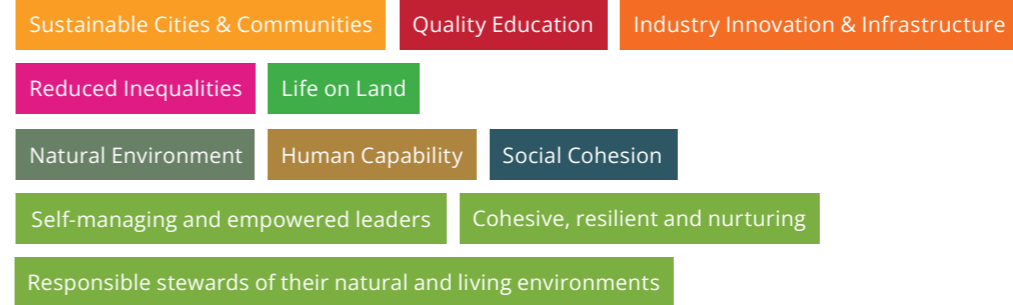 Sustainable Cities & Communities Quality Education Industry Innovation & Infrastructure
Reduced Inequalities Life on Land
Natural Environment Human Capability Social Cohesion
Self-managing and empowered leaders Cohesive, resilient and nurturing
Responsible stewards of their natural and living environments